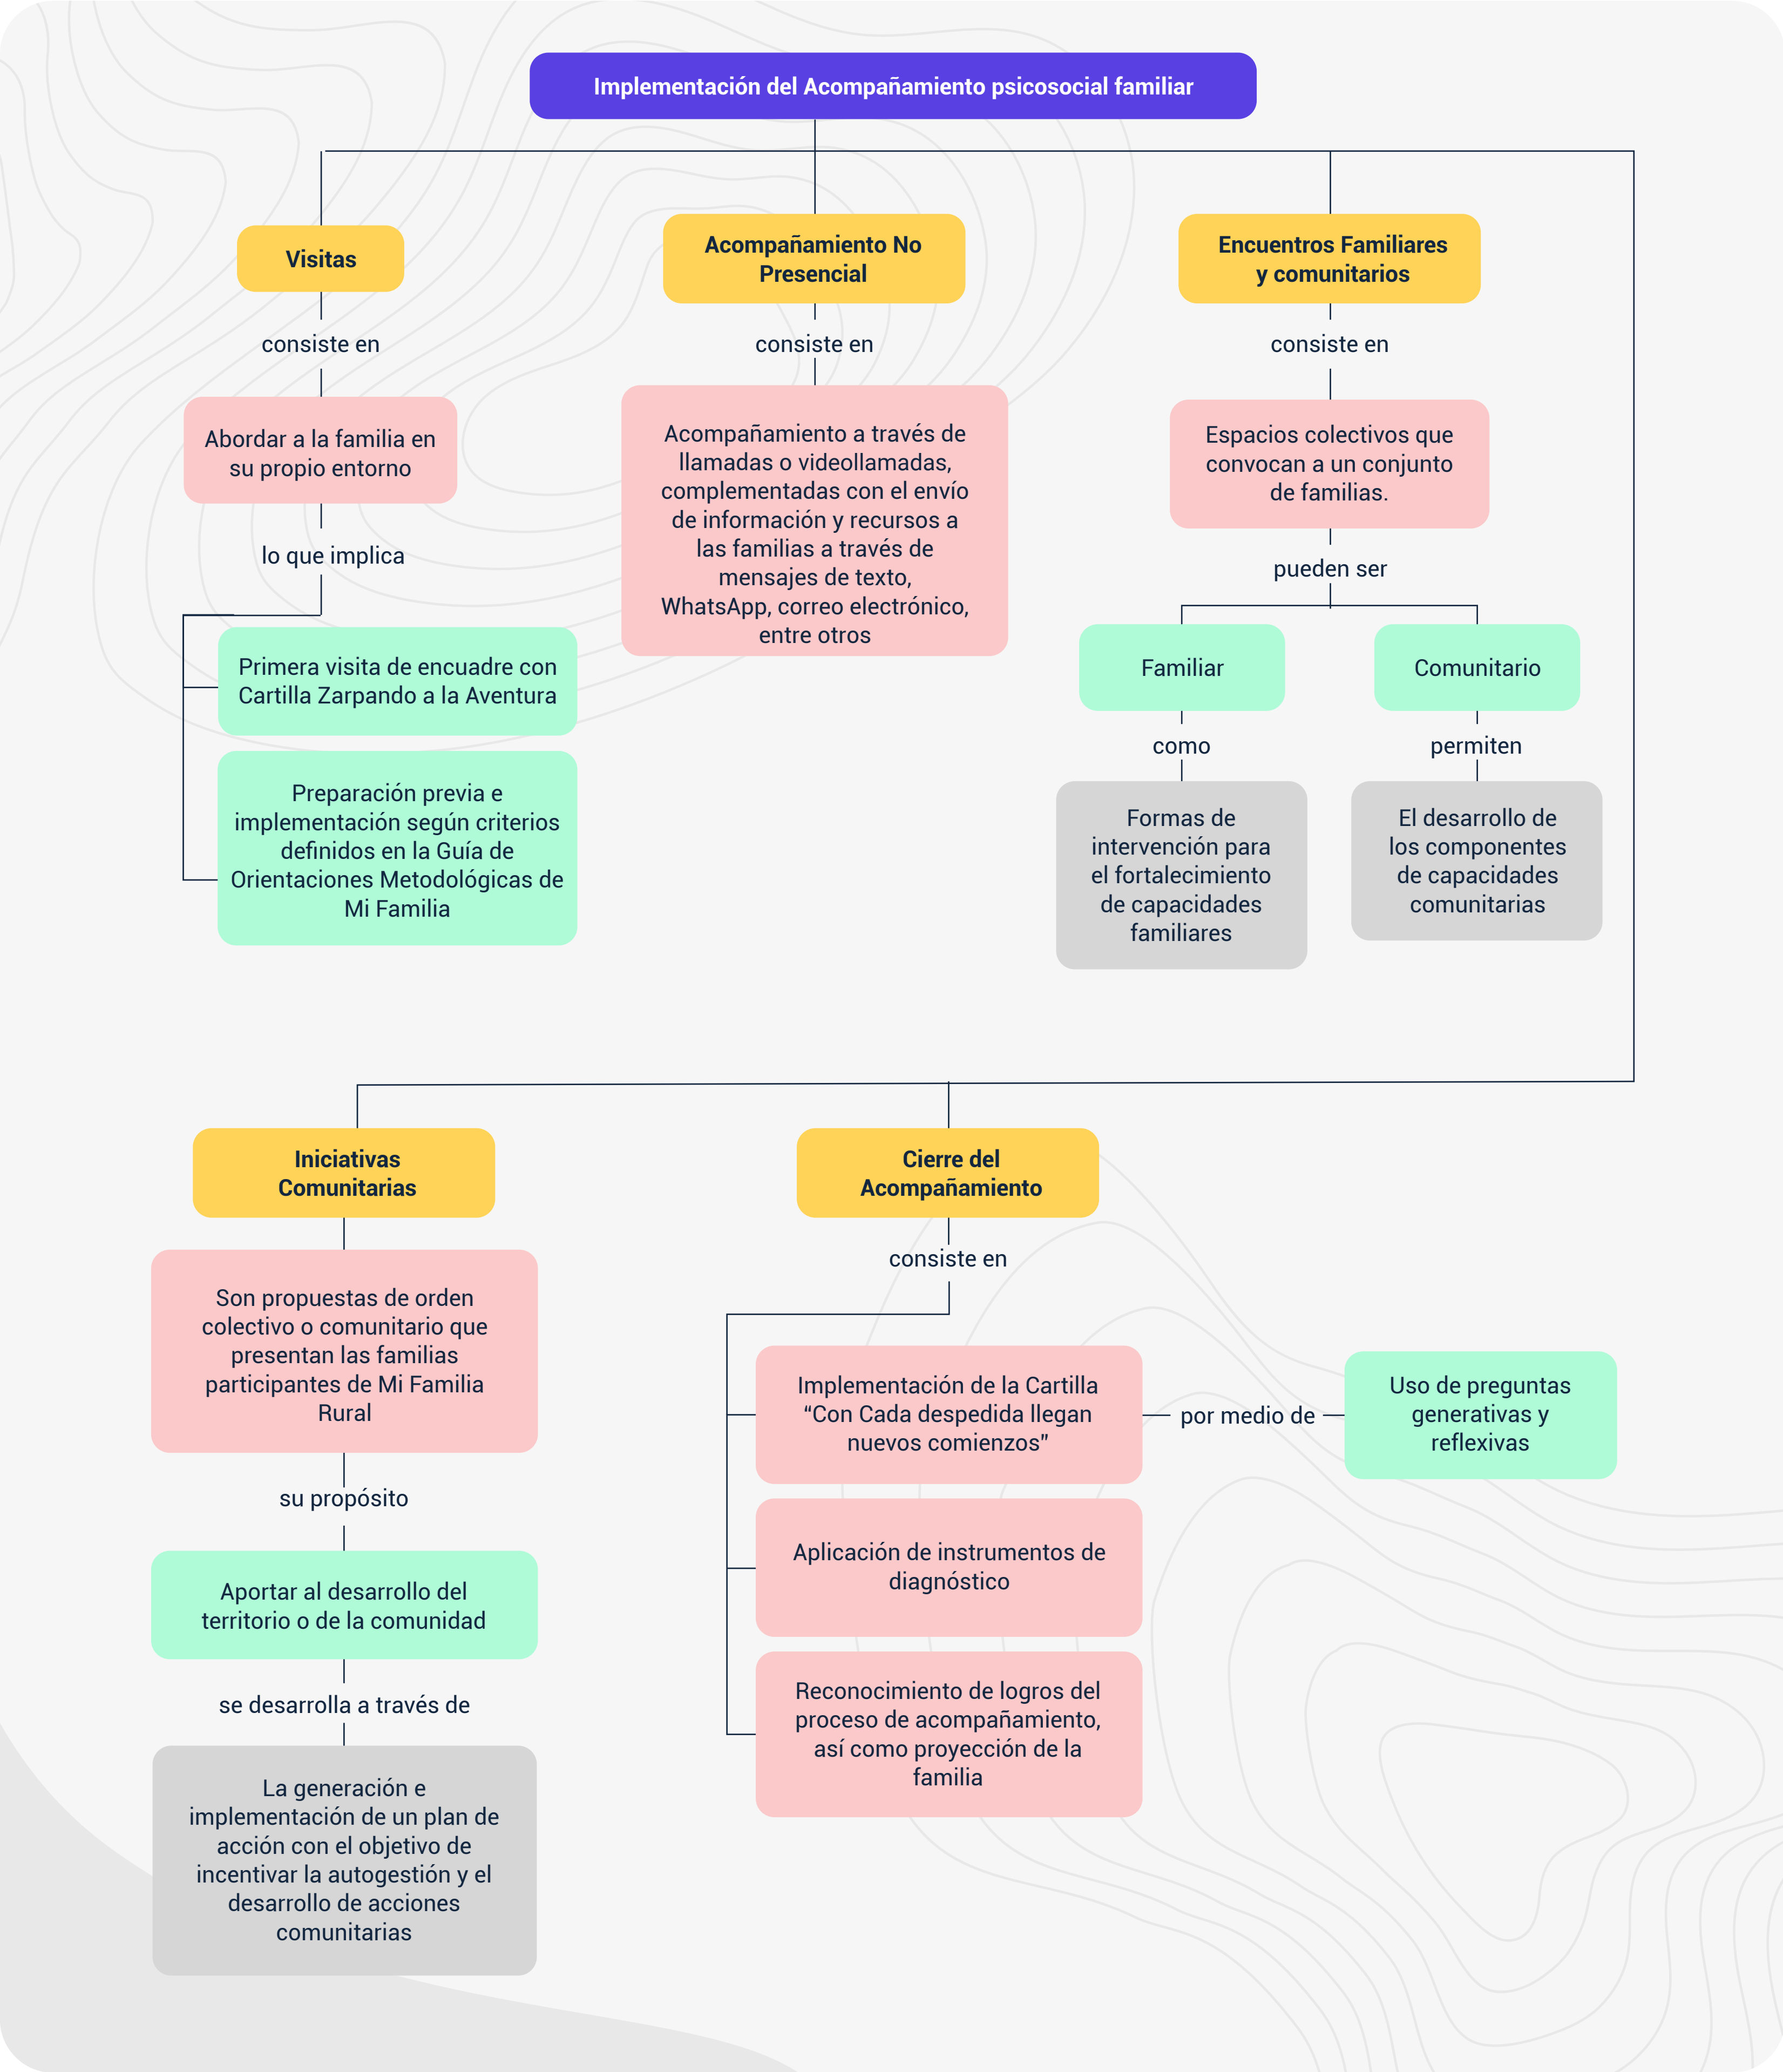 Implementación del Acompañamiento psicosocial familiar
Visitas
consiste en
Abordar a la familia en
su propio entorno
lo que implica
Primera visita de encuadre con
Cartilla Zarpando a la Aventura
Preparación previa e
implementación según criterios
definidos en la Guía de
Orientaciones Metodológicas de
Mi Familia
Acompañamiento No
Presencial
consiste en
Acompañamiento a través de
llamadas o videollamadas,
complementadas con el envío
de información y recursos a
las familias a través de
mensajes de texto,
WhatsApp, correo electrónico,
entre otros
Encuentros Familiares
y comunitarios
consiste en
Espacios colectivos que
convocan a un conjunto
de familias.
pueden ser
Familiar
como
Formas de
intervención para
el fortalecimiento
de capacidades
familiares
Comunitario
permiten
El desarrollo de
los componentes
de capacidades
comunitarias
Iniciativas
Comunitarias
Son propuestas de orden
colectivo o comunitario que
presentan las familias
participantes de Mi Familia
Rural
su propósito
Aportar al desarrollo del
territorio o de la comunidad
se desarrolla a través de
La generación e
implementación de un plan de
acción con el objetivo de
incentivar la autogestión y el
desarrollo de acciones
comunitarias
Cierre del
Acompañamiento
consiste en
Implementación de la Cartilla
“Con Cada despedida llegan
nuevos comienzos"
por medio de
Uso de preguntas
generativas y
reflexivas
Aplicación de instrumentos de
diagnóstico
Reconocimiento de logros del
proceso de acompañamiento,
así como proyección de la
familia